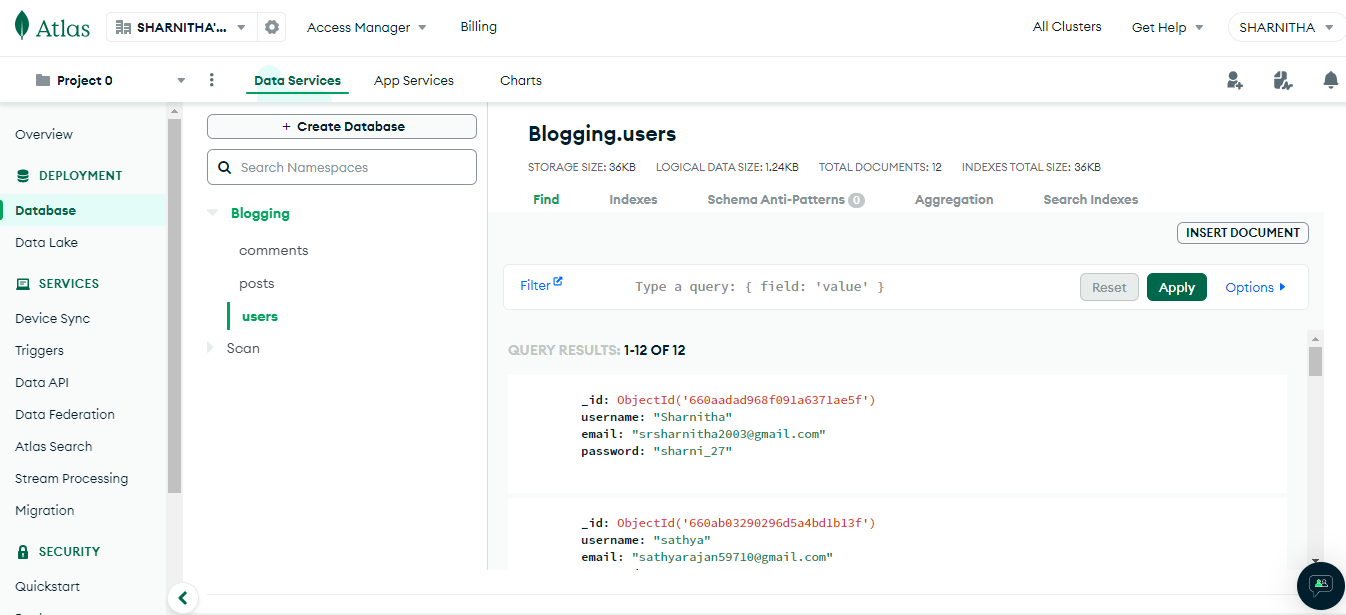 Atlas
SHARNITHA'...
Access Manager
Billing
All Clusters
Get Help
SHARNITHA
Project 0
Data Services
App Services
Charts
Overview
DEPLOYMENT
Database
Data Lake
SERVICES
Device Sync
Triggers
Data API
Data Federation
Atlas Search
Stream Processing
Migration
SECURITY
Quickstart
+ Create Database
Search Namespaces
Blogging
comments
posts
users
Scan
Blogging.users
STORAGE SIZE: 36KB LOGICAL DATA SIZE: 1.24KB TOTAL DOCUMENTS: 12 INDEXES TOTAL SIZE: 36KB
Find Indexes Schema Anti-Patterns 0 Aggregation Search Indexes
INSERT DOCUMENT
Filter Type a query: { field: 'value' } Reset Apply Options
QUERY RESULTS: 1-12 OF 12
_id: ObjectId('660aadad968f091a6371ae5f')
username: "Sharnitha"
email: "srsharnitha2003@gmail.com"
password: "sharni_27"
_id: ObjectId('660ab03290296d5a4bd1b13f')
username: "sathya"
email: "sathyarajan59710@gmail.com"